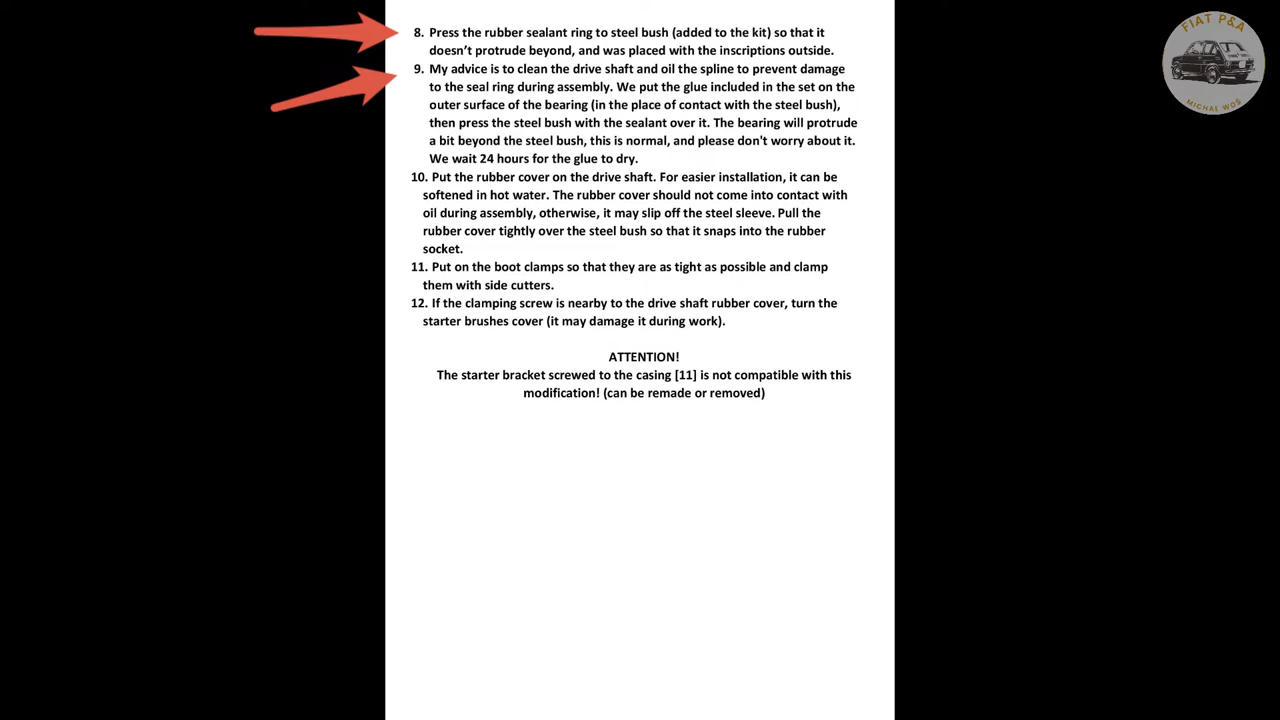 8. Press the rubber sealant ring to steel bush (added to the kit) so that it
doesn’t protrude beyond, and was placed with the inscriptions outside.
9. My advice is to clean the drive shaft and oil the spline to prevent damage
to the seal ring during assembly. We put the glue included in the set on the
outer surface of the bearing (in the place of contact with the steel bush),
then press the steel bush with the sealant over it. The bearing will protrude
a bit beyond the steel bush, this is normal, and please don't worry about it.
We wait 24 hours for the glue to dry.
10. Put the rubber cover on the drive shaft. For easier installation, it can be
softened in hot water. The rubber cover should not come into contact with
oil during assembly, otherwise, it may slip off the steel sleeve. Pull the
rubber cover tightly over the steel bush so that it snaps into the rubber
socket.
11. Put on the boot clamps so that they are as tight as possible and clamp
them with side cutters.
12. If the clamping screw is nearby to the drive shaft rubber cover, turn the
starter brushes cover (it may damage it during work).
ATTENTION!
The starter bracket screwed to the casing [11] is not compatible with this
modification! (can be remade or removed)
FIAT P&A
MICHAŁ WOŚ